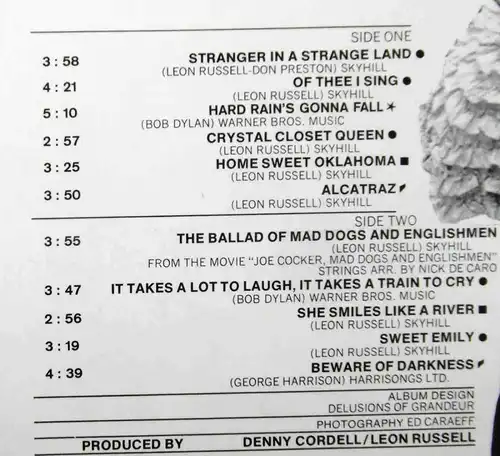 SIDE ONE
3:58 STRANGER IN A STRANGE LAND ●
(LEON RUSSELL-DON PRESTON) SKYHILL
4:21 OF THEE I SING ●
(LEON RUSSELL) SKYHILL
5:10 HARD RAIN'S GONNA FALL ★
(BOB DYLAN) WARNER BROS. MUSIC
2:57 CRYSTAL CLOSET QUEEN ●
(LEON RUSSELL) SKYHILL
3:25 HOME SWEET OKLAHOMA ■
(LEON RUSSELL) SKYHILL
3:50 ALCATRAZ
(LEON RUSSELL) SKYHILL
SIDE TWO
3:55 THE BALLAD OF MAD DOGS AND ENGLISHMEN
(LEON RUSSELL) SKYHILL
FROM THE MOVIE "JOE COCKER, MAD DOGS AND ENGLISHMEN"
STRINGS ARR. BY NICK DE CARO
3:47 IT TAKES A LOT TO LAUGH, IT TAKES A TRAIN TO CRY ●
(BOB DYLAN) WARNER BROS. MUSIC
2:56 SHE SMILES LIKE A RIVER ■
(LEON RUSSELL) SKYHILL
3:19 SWEET EMILY ●
(LEON RUSSELL) SKYHILL
4:39 BEWARE OF DARKNESS
(GEORGE HARRISON) HARRISONGS LTD.
ALBUM DESIGN
DELUSIONS OF GRANDEUR
PHOTOGRAPHY ED CARAEFF
PRODUCED BY DENNY CORDELL/LEON RUSSELL